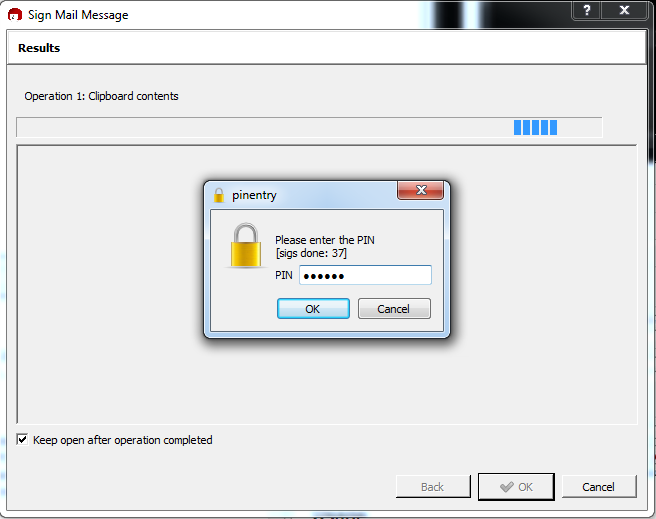 Sign Mail Message
?
X
Results
Operation 1: Clipboard contents
pinentry
X
Please enter the PIN
[sigs done: 37]
PIN ●●●●●●
OK Cancel
Keep open after operation completed
Back OK Cancel